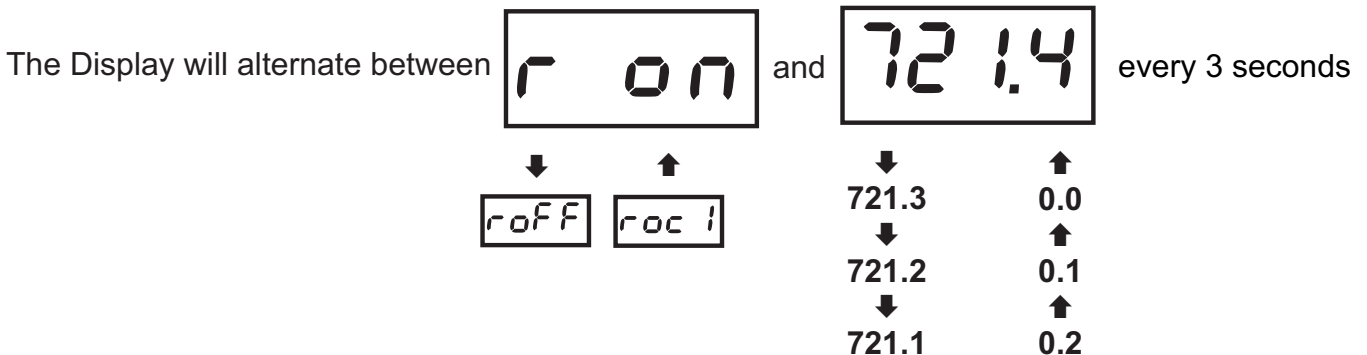 The Display will alternate between r on and 721.4 every 3 seconds
roFF roc 1 721.3 0.0
721.2 0.1
721.1 0.2